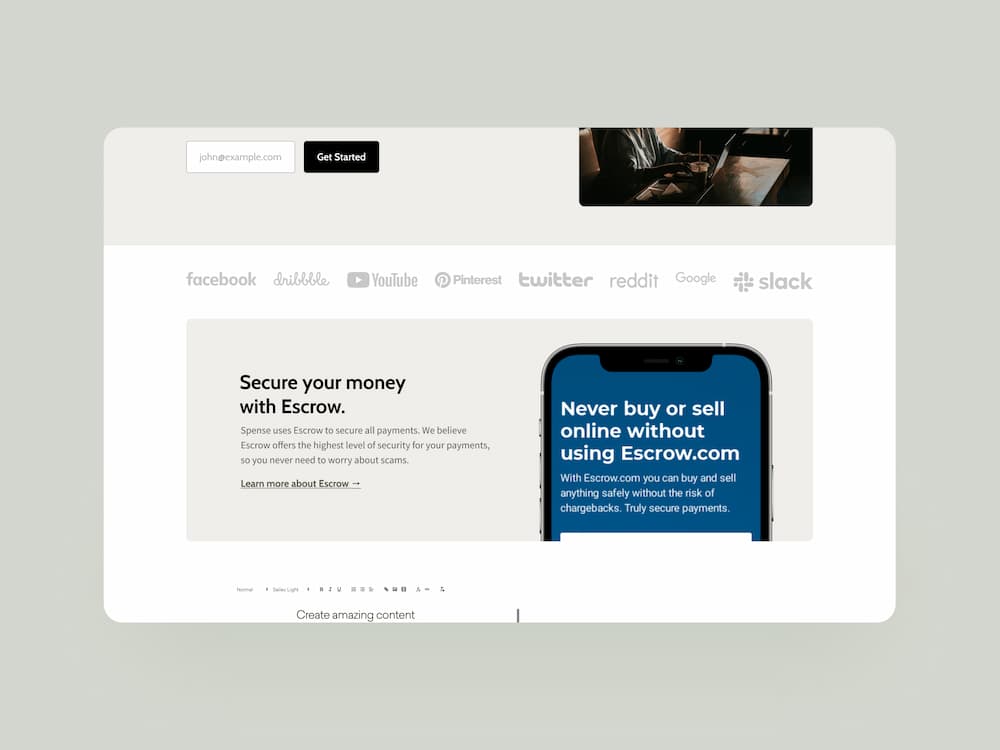 john@example.com Get Started
facebook dribbble YouTube Pinterest twitter reddit Google slack
Secure your money
with Escrow.
Spense uses Escrow to secure all payments. We believe
Escrow offers the highest level of security for your payments,
so you never need to worry about scams.
Learn more about Escrow →
Never buy or sell
online without
using Escrow.com
With Escrow.com you can buy and sell
anything safely without the risk of
chargebacks. Truly secure payments.
Normal Sailec Light B I U
Create amazing content